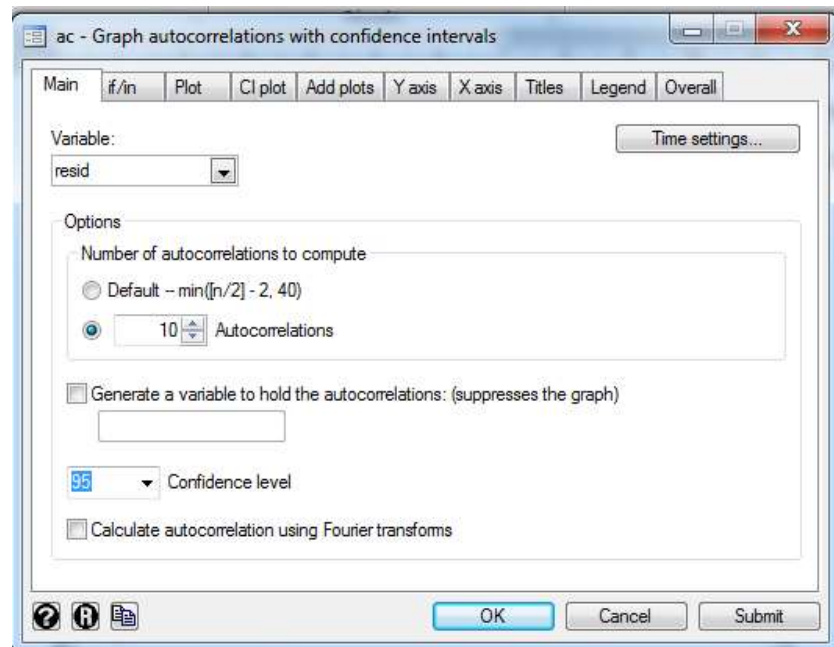 ac - Graph autocorrelations with confidence intervals
Main if/in Plot CI plot Add plots Y axis X axis Titles Legend Overall
Variable:
Time settings...
resid
Options
Number of autocorrelations to compute
Default -- min([n/2] - 2, 40)
10 Autocorrelations
Generate a variable to hold the autocorrelations: (suppresses the graph)
95 Confidence level
Calculate autocorrelation using Fourier transforms
? R OK Cancel Submit